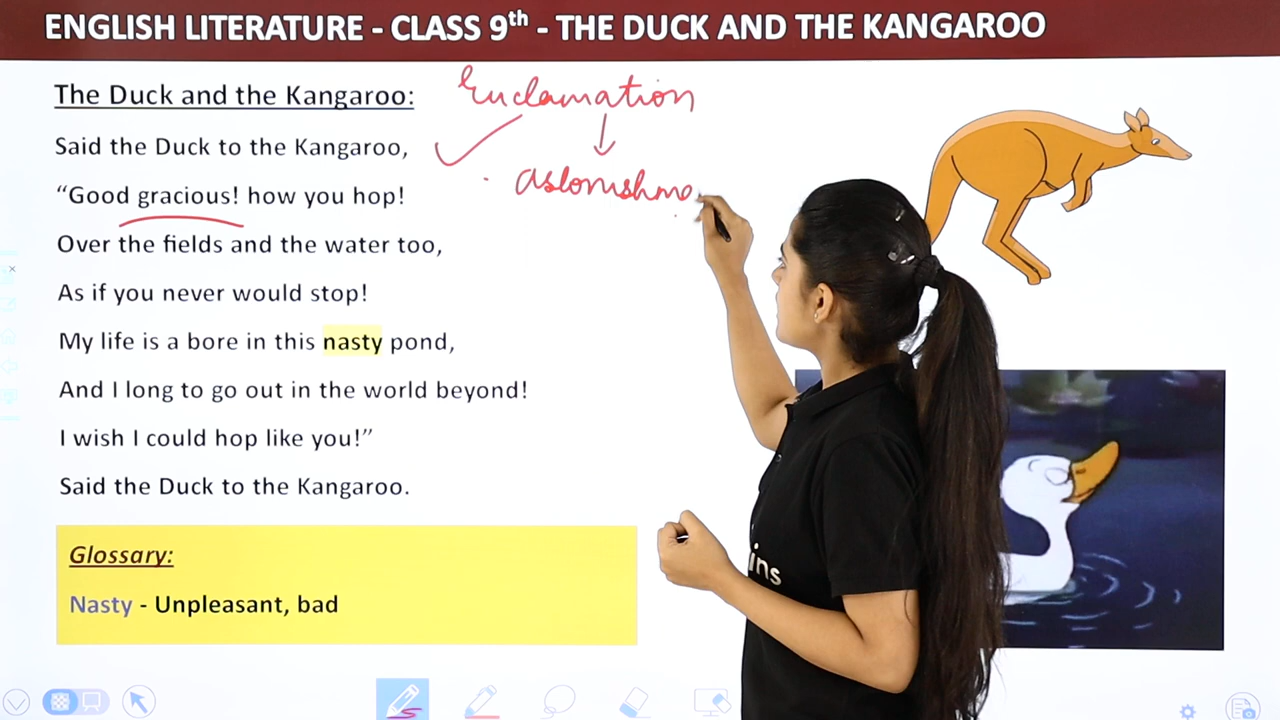 ENGLISH LITERATURE - CLASS 9th - THE DUCK AND THE KANGAROO
The Duck and the Kangaroo:
Exclamation
Said the Duck to the Kangaroo,
astonishme
“Good gracious! how you hop!
Over the fields and the water too,
As if you never would stop!
My life is a bore in this nasty pond,
And I long to go out in the world beyond!
I wish I could hop like you!”
Said the Duck to the Kangaroo.
Glossary:
Nasty - Unpleasant, bad
ins